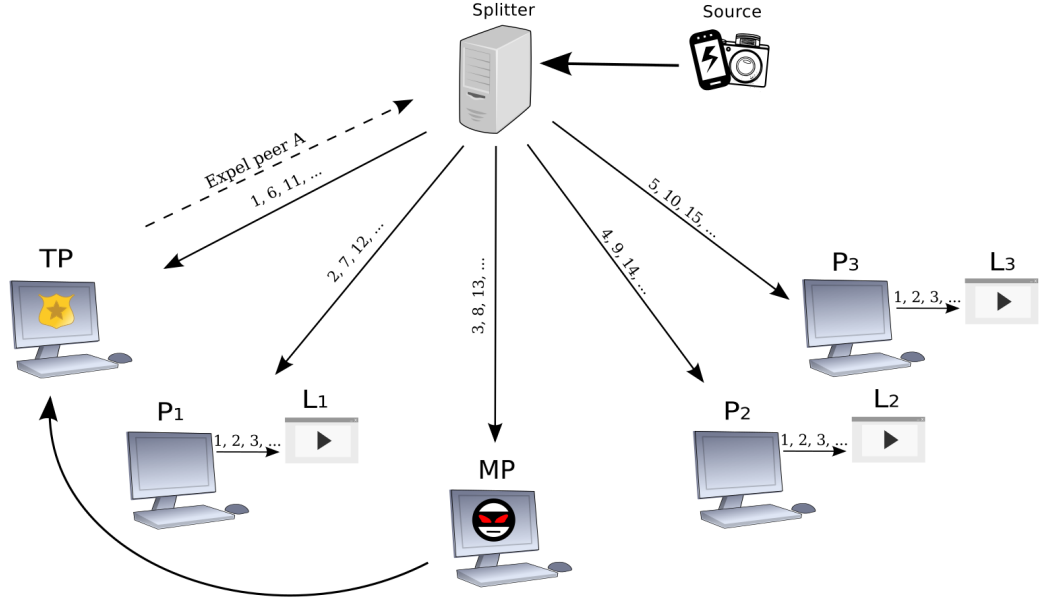 Splitter
Source
Expel peer A
1, 6, 11, ...
2, 7, 12, ...
3, 8, 13, ...
4, 9, 14, ...
5, 10, 15, ...
TP
P3
1, 2, 3, ...
L3
P1
1, 2, 3, ...
L1
P2
1, 2, 3, ...
L2
MP